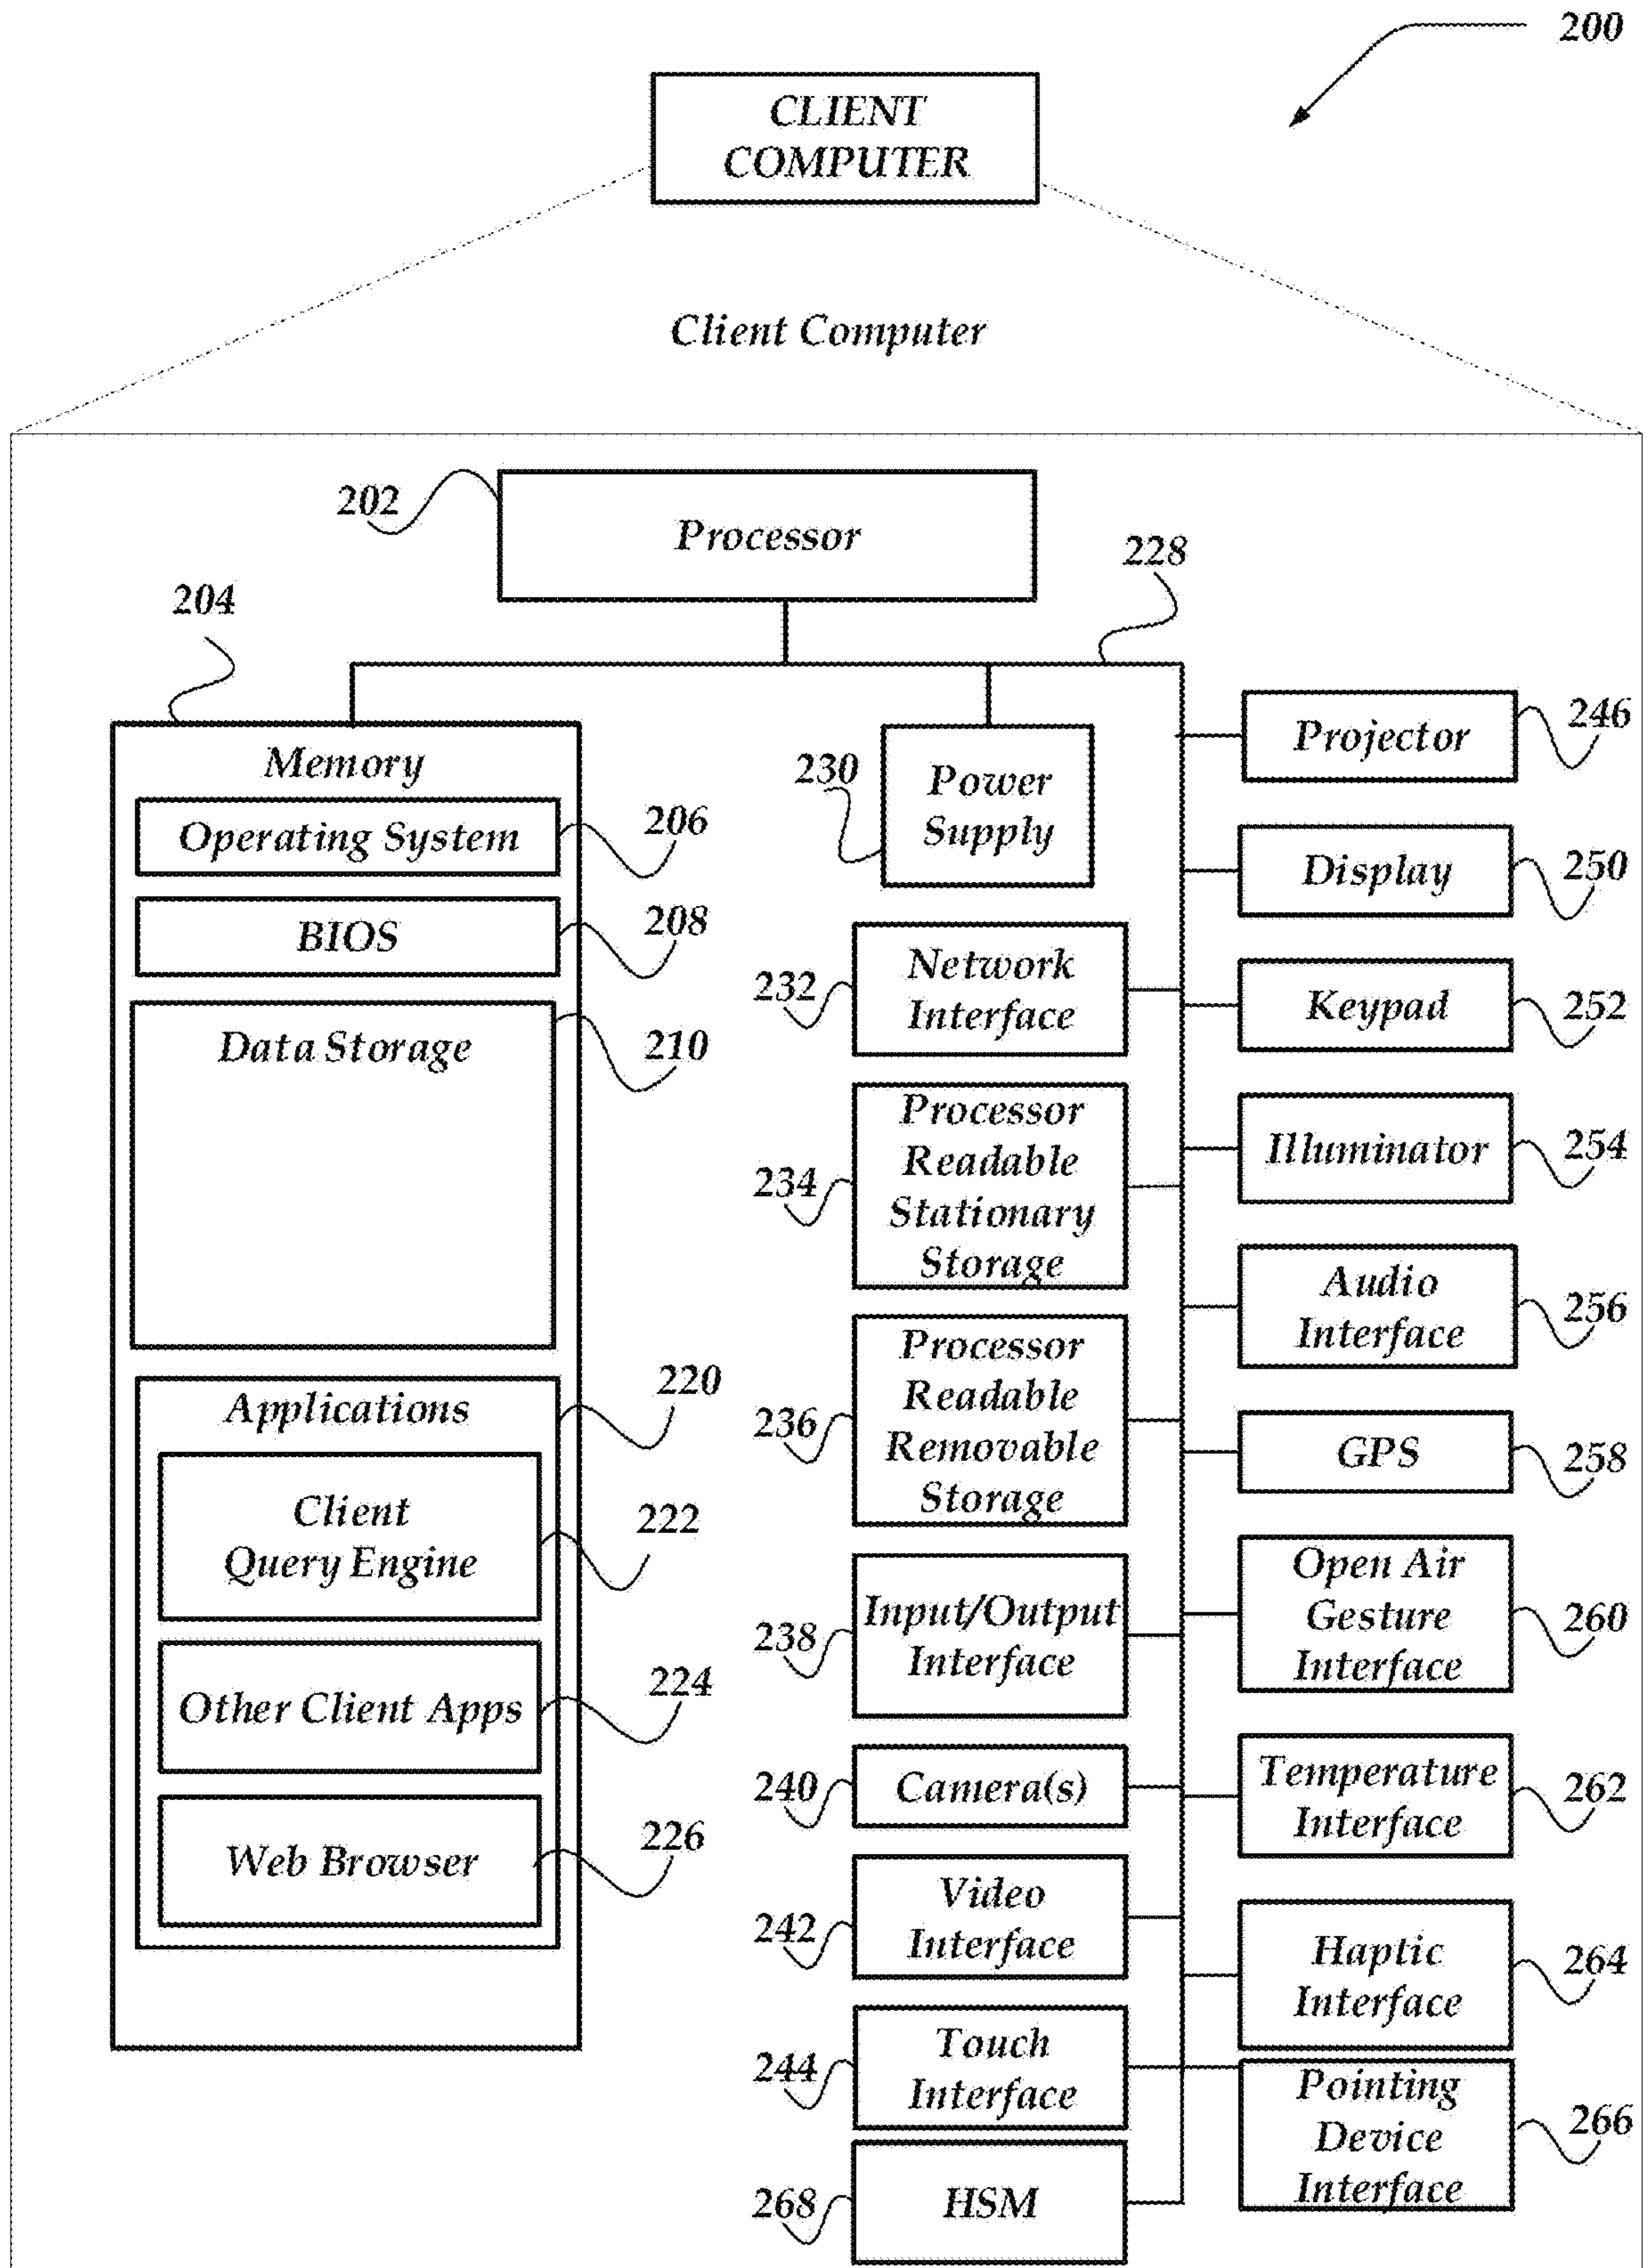 200
CLIENT
COMPUTER
Client Computer
202
Processor
228
204
Memory
Operating System
206
BIOS
208
Data Storage
210
Applications
220
Client
Query Engine
222
Other Client Apps
224
Web Browser
226
230
Power
Supply
232
Network
Interface
234
Processor
Readable
Stationary
Storage
236
Processor
Readable
Removable
Storage
238
Input/Output
Interface
240
Camera(s)
242
Video
Interface
244
Touch
Interface
268
HSM
Projector
246
Display
250
Keypad
252
Illuminator
254
Audio
Interface
256
GPS
258
Open Air
Gesture
Interface
260
Temperature
Interface
262
Haptic
Interface
264
Pointing
Device
Interface
266